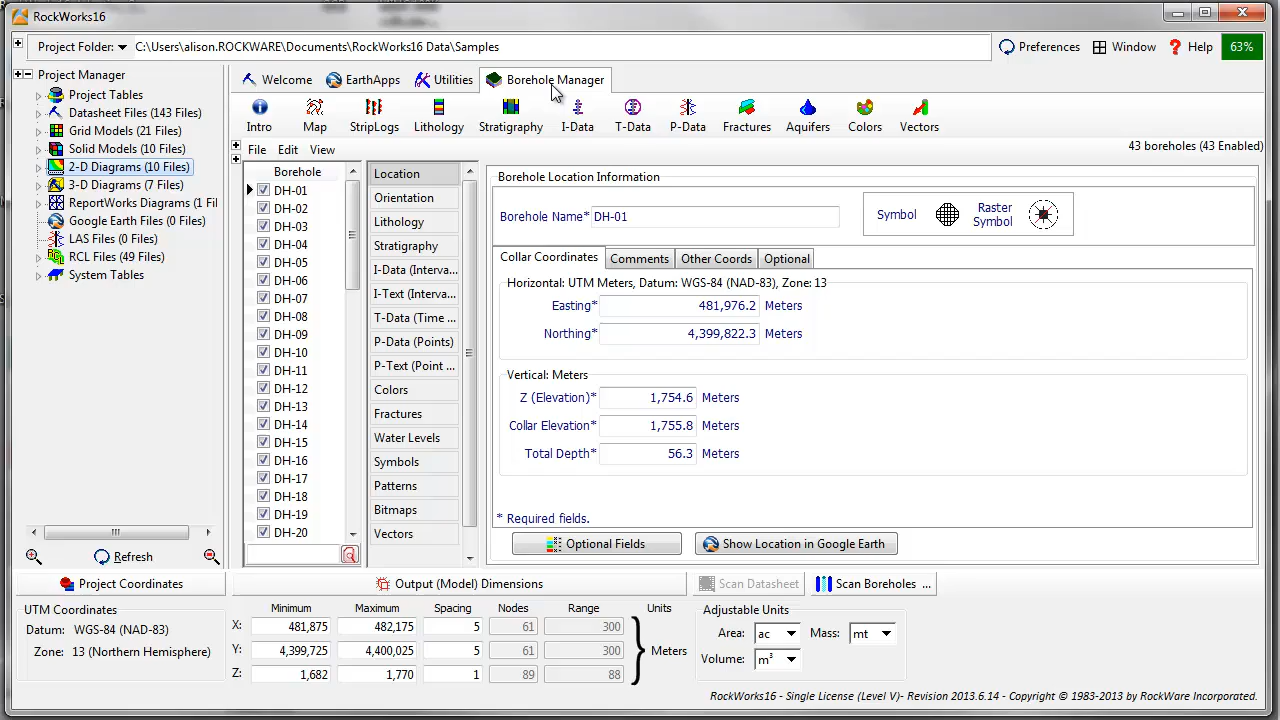 RockWorks16
Project Folder: C:\Users\alison.ROCKWARE\Documents\RockWorks16 Data\Samples
Preferences Window Help 63%
Project Manager
Project Tables
Datasheet Files (143 Files)
Grid Models (21 Files)
Solid Models (10 Files)
2-D Diagrams (10 Files)
3-D Diagrams (7 Files)
ReportWorks Diagrams (1 Fil
Google Earth Files (0 Files)
LAS Files (0 Files)
RCL Files (49 Files)
System Tables
Refresh
Welcome EarthApps Utilities Borehole Manager
Intro Map StripLogs Lithology Stratigraphy I-Data T-Data P-Data Fractures Aquifers Colors Vectors
File Edit View
43 boreholes (43 Enabled)
Borehole
DH-01
DH-02
DH-03
DH-04
DH-05
DH-06
DH-07
DH-08
DH-09
DH-10
DH-11
DH-12
DH-13
DH-14
DH-15
DH-16
DH-17
DH-18
DH-19
DH-20
Location
Orientation
Lithology
Stratigraphy
I-Data (Interva...
I-Text (Interva...
T-Data (Time ...
P-Data (Points)
P-Text (Point ...
Colors
Fractures
Water Levels
Symbols
Patterns
Bitmaps
Vectors
Borehole Location Information
Borehole Name* DH-01
Symbol
Raster
Symbol
Collar Coordinates Comments Other Coords Optional
Horizontal: UTM Meters, Datum: WGS-84 (NAD-83), Zone: 13
Easting* 481,976.2 Meters
Northing* 4,399,822.3 Meters
Vertical: Meters
Z (Elevation)* 1,754.6 Meters
Collar Elevation* 1,755.8 Meters
Total Depth* 56.3 Meters
* Required fields.
Optional Fields Show Location in Google Earth
Project Coordinates
UTM Coordinates
Datum: WGS-84 (NAD-83)
Zone: 13 (Northern Hemisphere)
Output (Model) Dimensions
Minimum Maximum Spacing Nodes Range Units
X: 481,875 482,175 5 61 300
Y: 4,399,725 4,400,025 5 61 300 Meters
Z: 1,682 1,770 1 89 88
Scan Datasheet Scan Boreholes ...
Adjustable Units
Area: ac Mass: mt
Volume: m³
RockWorks16 - Single License (Level V)- Revision 2013.6.14 - Copyright © 1983-2013 by RockWare Incorporated.